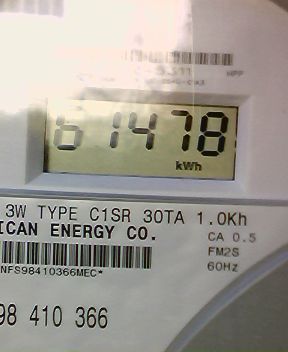 61478
kWh
3W TYPE C1SR 30TA 1.0Kh
ICAN ENERGY CO.
CA 0.5
FM2S
NFS98410366MEC*
60Hz
98 410 366